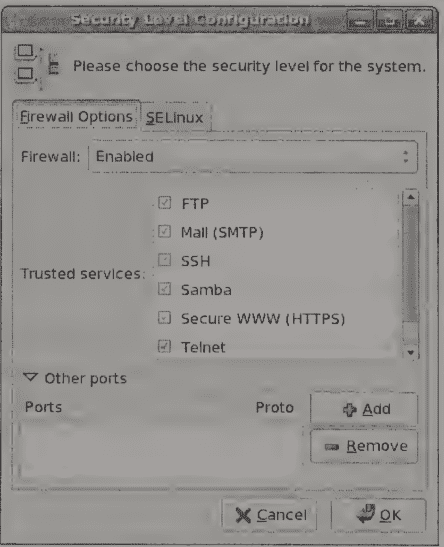 Security Level Configuration
Please choose the security level for the system.
Firewall Options
SELinux
Firewall: Enabled
FTP
Mail (SMTP)
SSH
Trusted services:
Samba
Secure WWW (HTTPS)
Telnet
Other ports
Ports Proto
Add
Remove
Cancel
OK